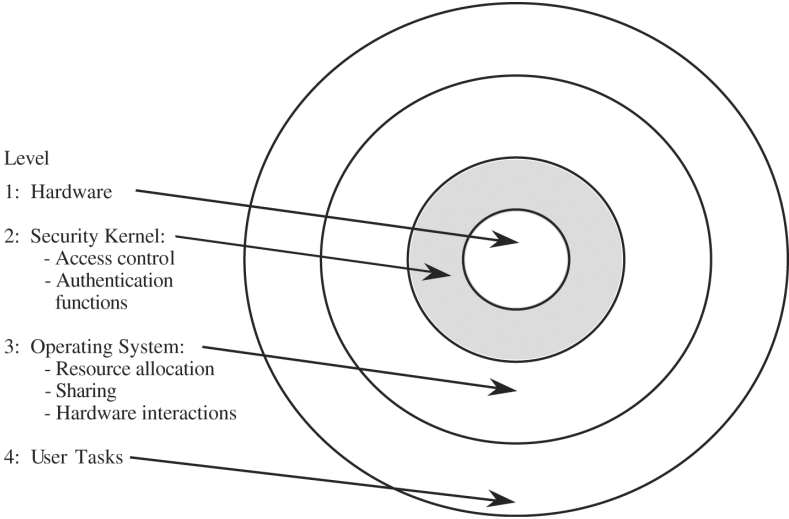 Level
1: Hardware
2: Security Kernel:
- Access control
- Authentication
functions
3: Operating System:
- Resource allocation
- Sharing
- Hardware interactions
4: User Tasks